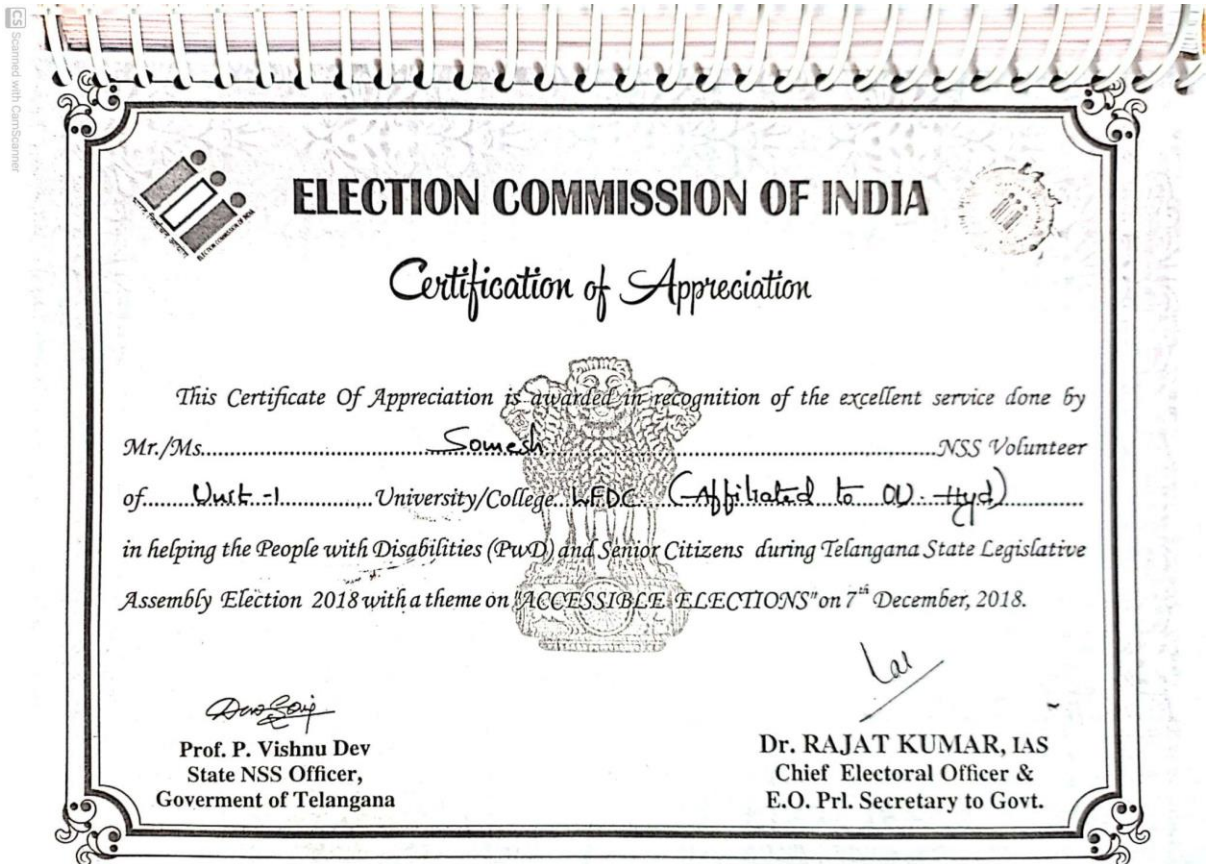 CS Scanned with CamScanner
ELECTION COMMISSION OF INDIA
Certification of Appreciation
This Certificate Of Appreciation is awarded in recognition of the excellent service done by
Mr./Ms....................Somesh....................NSS Volunteer
of..........Unit -1..........University/College..LFDC..(Affiliated to OU. Hyd)..........
in helping the People with Disabilities (PwD) and Senior Citizens during Telangana State Legislative
Assembly Election 2018 with a theme on "ACCESSIBLE ELECTIONS" on 7th December, 2018.
Prof. P. Vishnu Dev
State NSS Officer,
Goverment of Telangana
Dr. RAJAT KUMAR, IAS
Chief Electoral Officer &
E.O. Prl. Secretary to Govt.